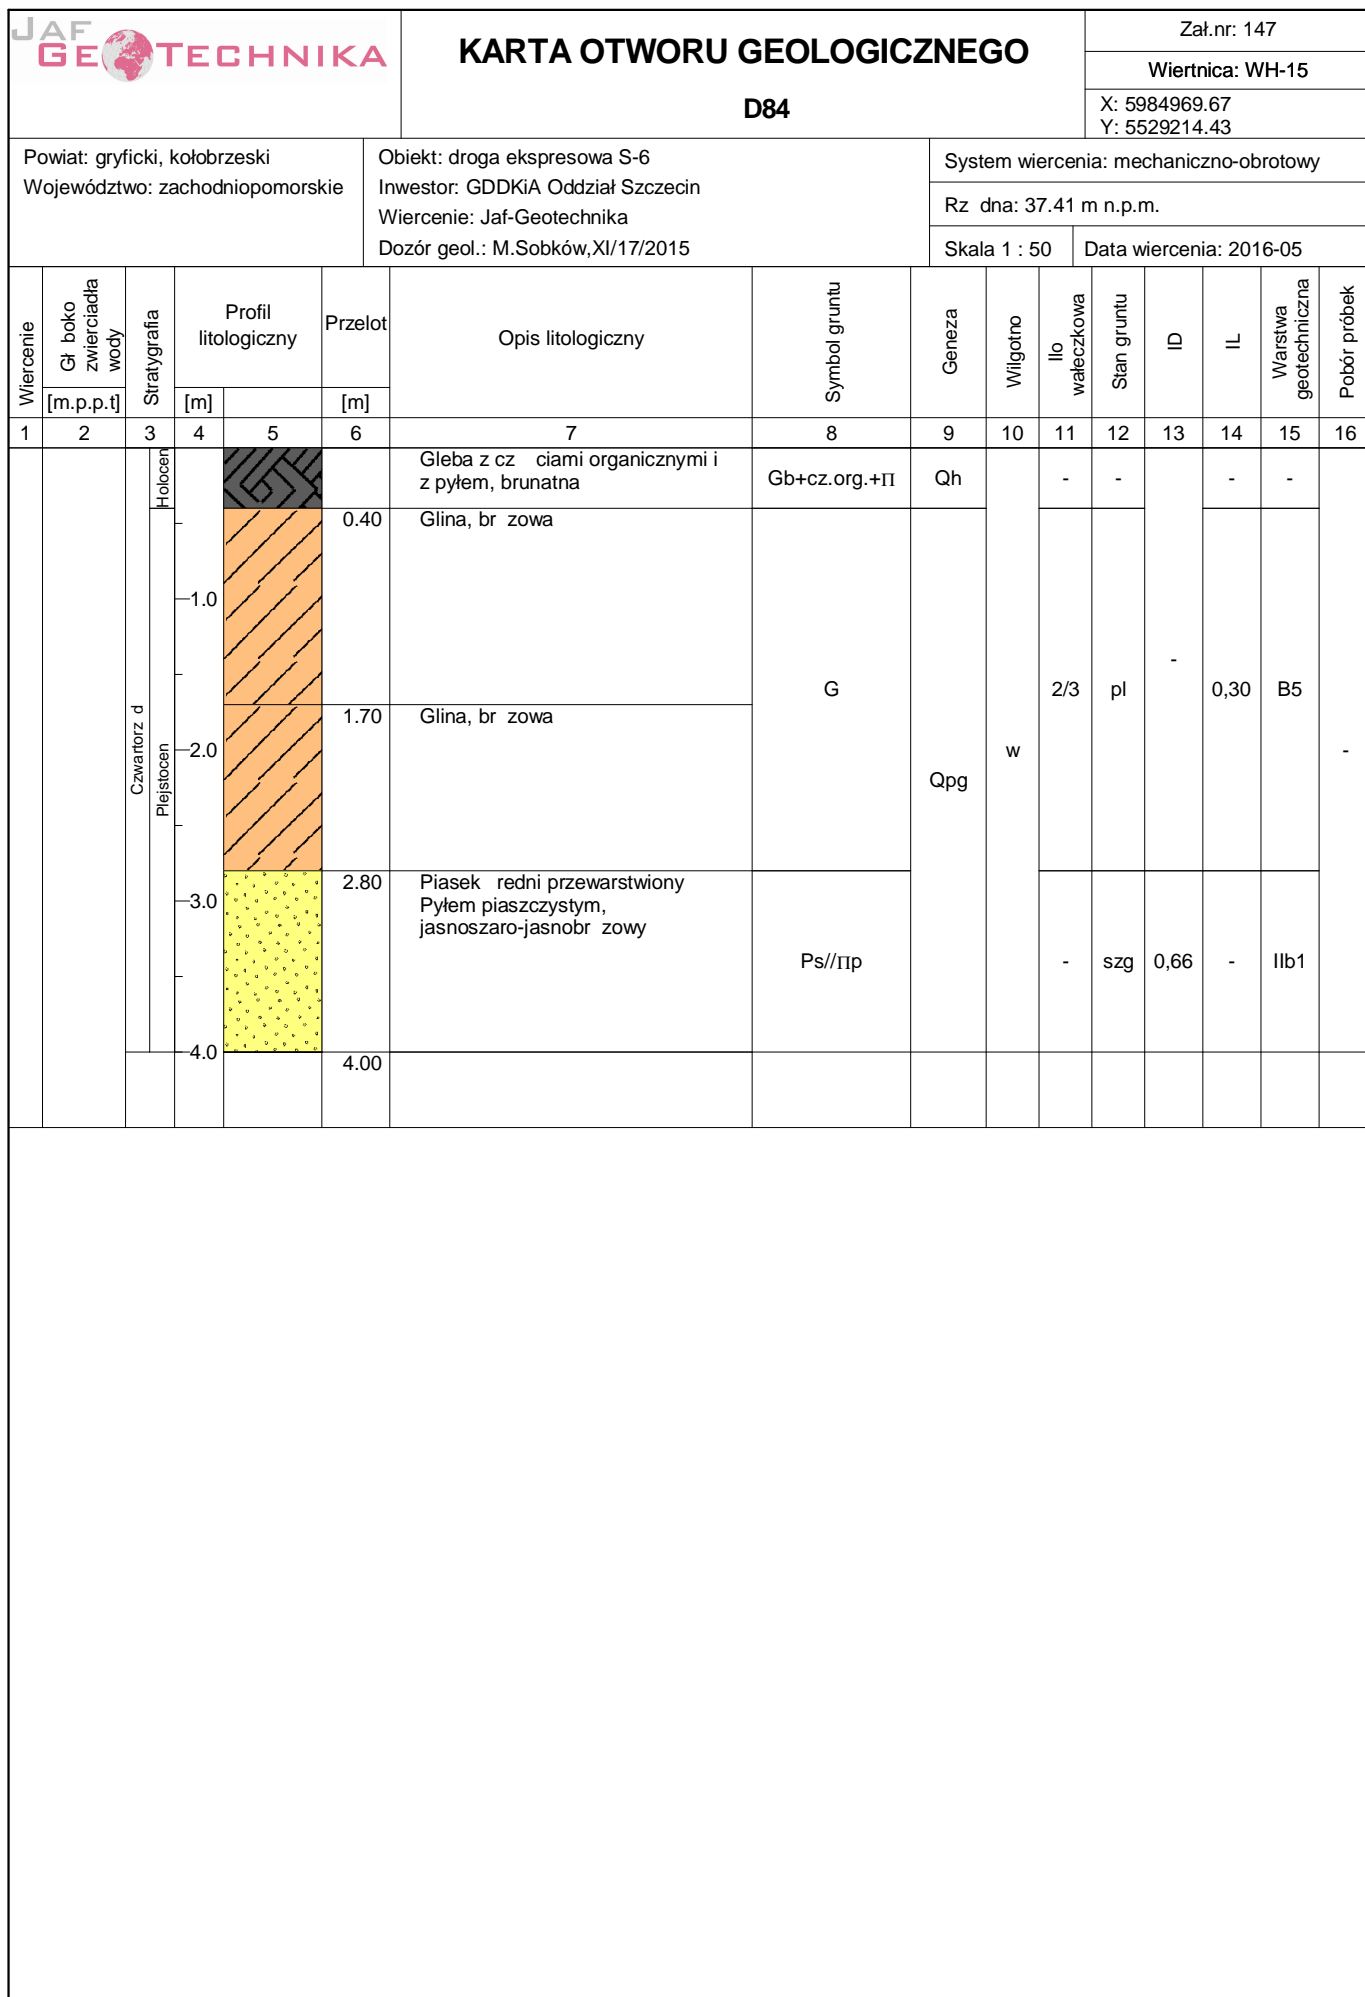 JAF
GEOTECHNIKA
KARTA OTWORU GEOLOGICZNEGO
D84
Zał.nr: 147
Wiertnica: WH-15
X: 5984969.67
Y: 5529214.43
Powiat: gryficki, kołobrzeski
Województwo: zachodniopomorskie
Obiekt: droga ekspresowa S-6
Inwestor: GDDKiA Oddział Szczecin
Wiercenie: Jaf-Geotechnika
Dozór geol.: M.Sobków,XI/17/2015
System wiercenia: mechaniczno-obrotowy
Rz dna: 37.41 m n.p.m.
Skala 1 : 50
Data wiercenia: 2016-05
Wiercenie
Gł boko
zwierciadła
wody
[m.p.p.t]
Stratygrafia
Profil
litologiczny
[m]
Przelot
[m]
Opis litologiczny
Symbol gruntu
Geneza
Wilgotno
Ilo
wałeczkowa
Stan gruntu
ID
IL
Warstwa
geotechniczna
Pobór próbek
1 2 3 4 5 6 7 8 9 10 11 12 13 14 15 16
Czwartorz d
Holocen
Gleba z cz ciami organicznymi i
z pyłem, brunatna
Gb+cz.org.+Π
Qh
- - - -
Plejstocen
0.40
Glina, br zowa
1.0
-
G
2/3
pl
0,30
B5
1.70
Glina, br zowa
2.0
w
-
Qpg
2.80
Piasek redni przewarstwiony
Pyłem piaszczystym,
jasnoszaro-jasnobr zowy
3.0
Ps//Πp
-
szg
0,66
-
IIb1
4.0
4.00